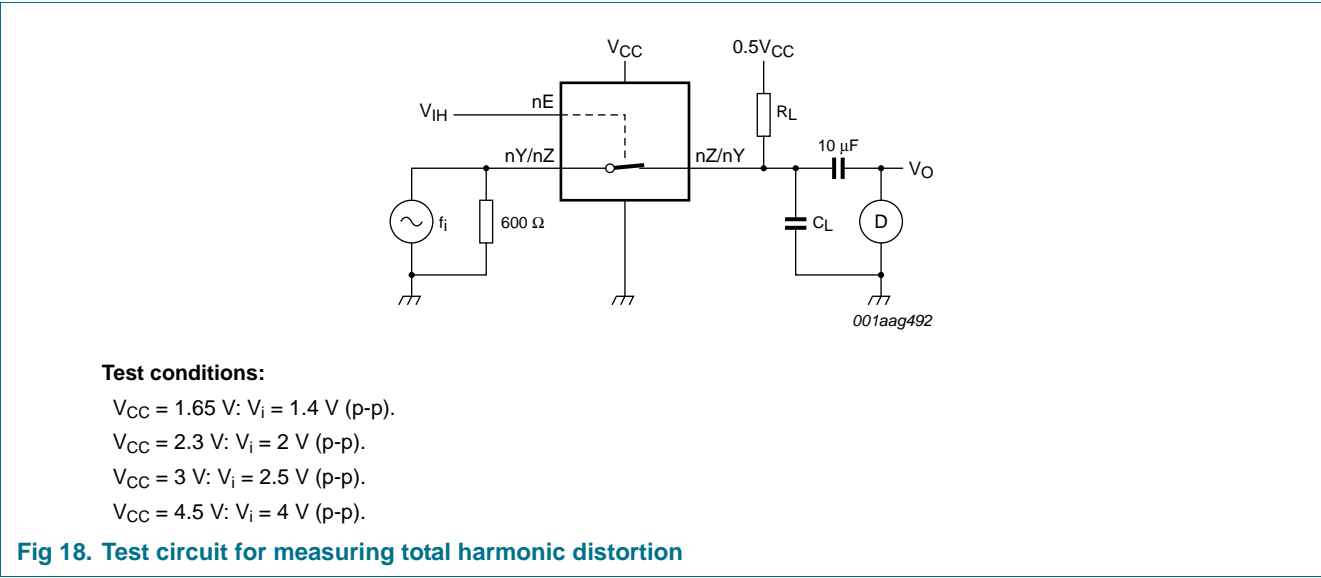 VCC
0.5VCC
VIH
nE
RL
nY/nZ
nZ/nY
10 μF
VO
fi
600 Ω
CL
D
001aag492
Test conditions:
VCC = 1.65 V: Vi = 1.4 V (p-p).
VCC = 2.3 V: Vi = 2 V (p-p).
VCC = 3 V: Vi = 2.5 V (p-p).
VCC = 4.5 V: Vi = 4 V (p-p).
Fig 18. Test circuit for measuring total harmonic distortion